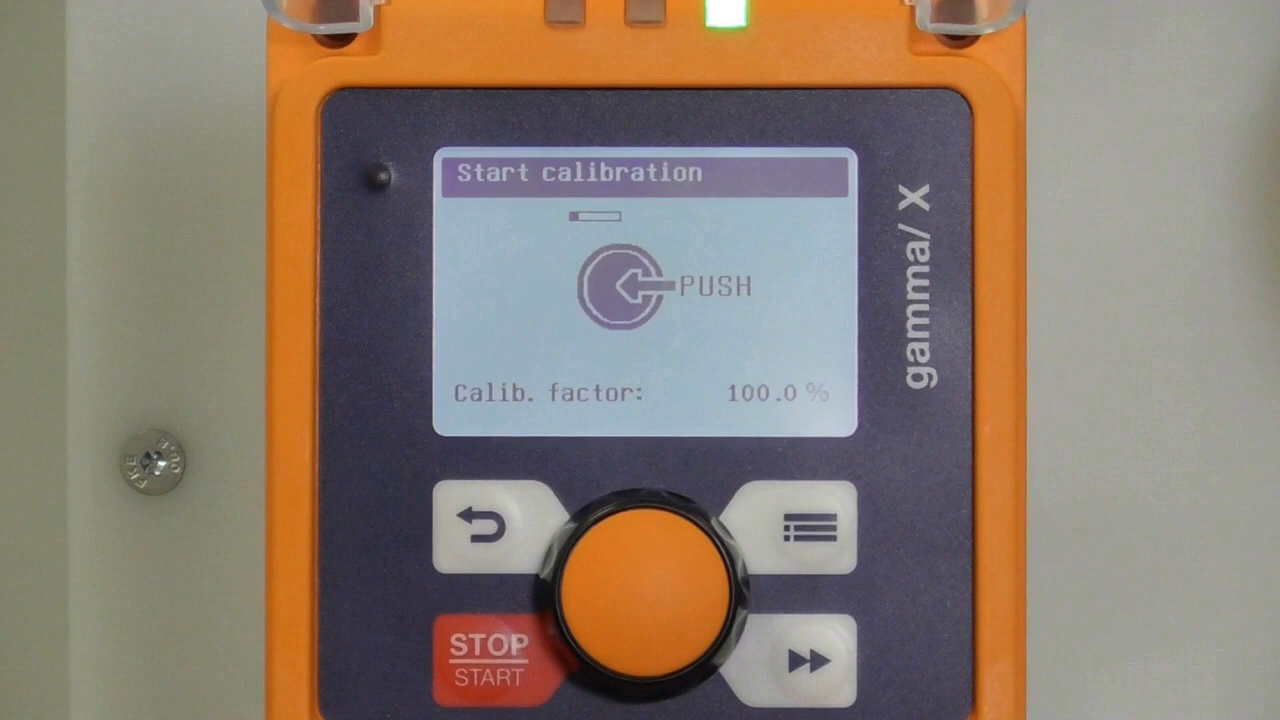 Start calibration
PUSH
Calib. factor: 100.0 %
gamma/ X
STOP
START